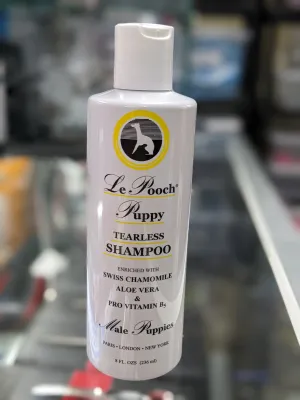 Le Pooch®
Puppy
TEARLESS
SHAMPOO
ENRICHED WITH
SWISS CHAMOMILE
ALOE VERA
&
PRO VITAMIN B5
Male Puppies
PARIS • LONDON • NEW YORK
8 FL. OZS (236 ml)